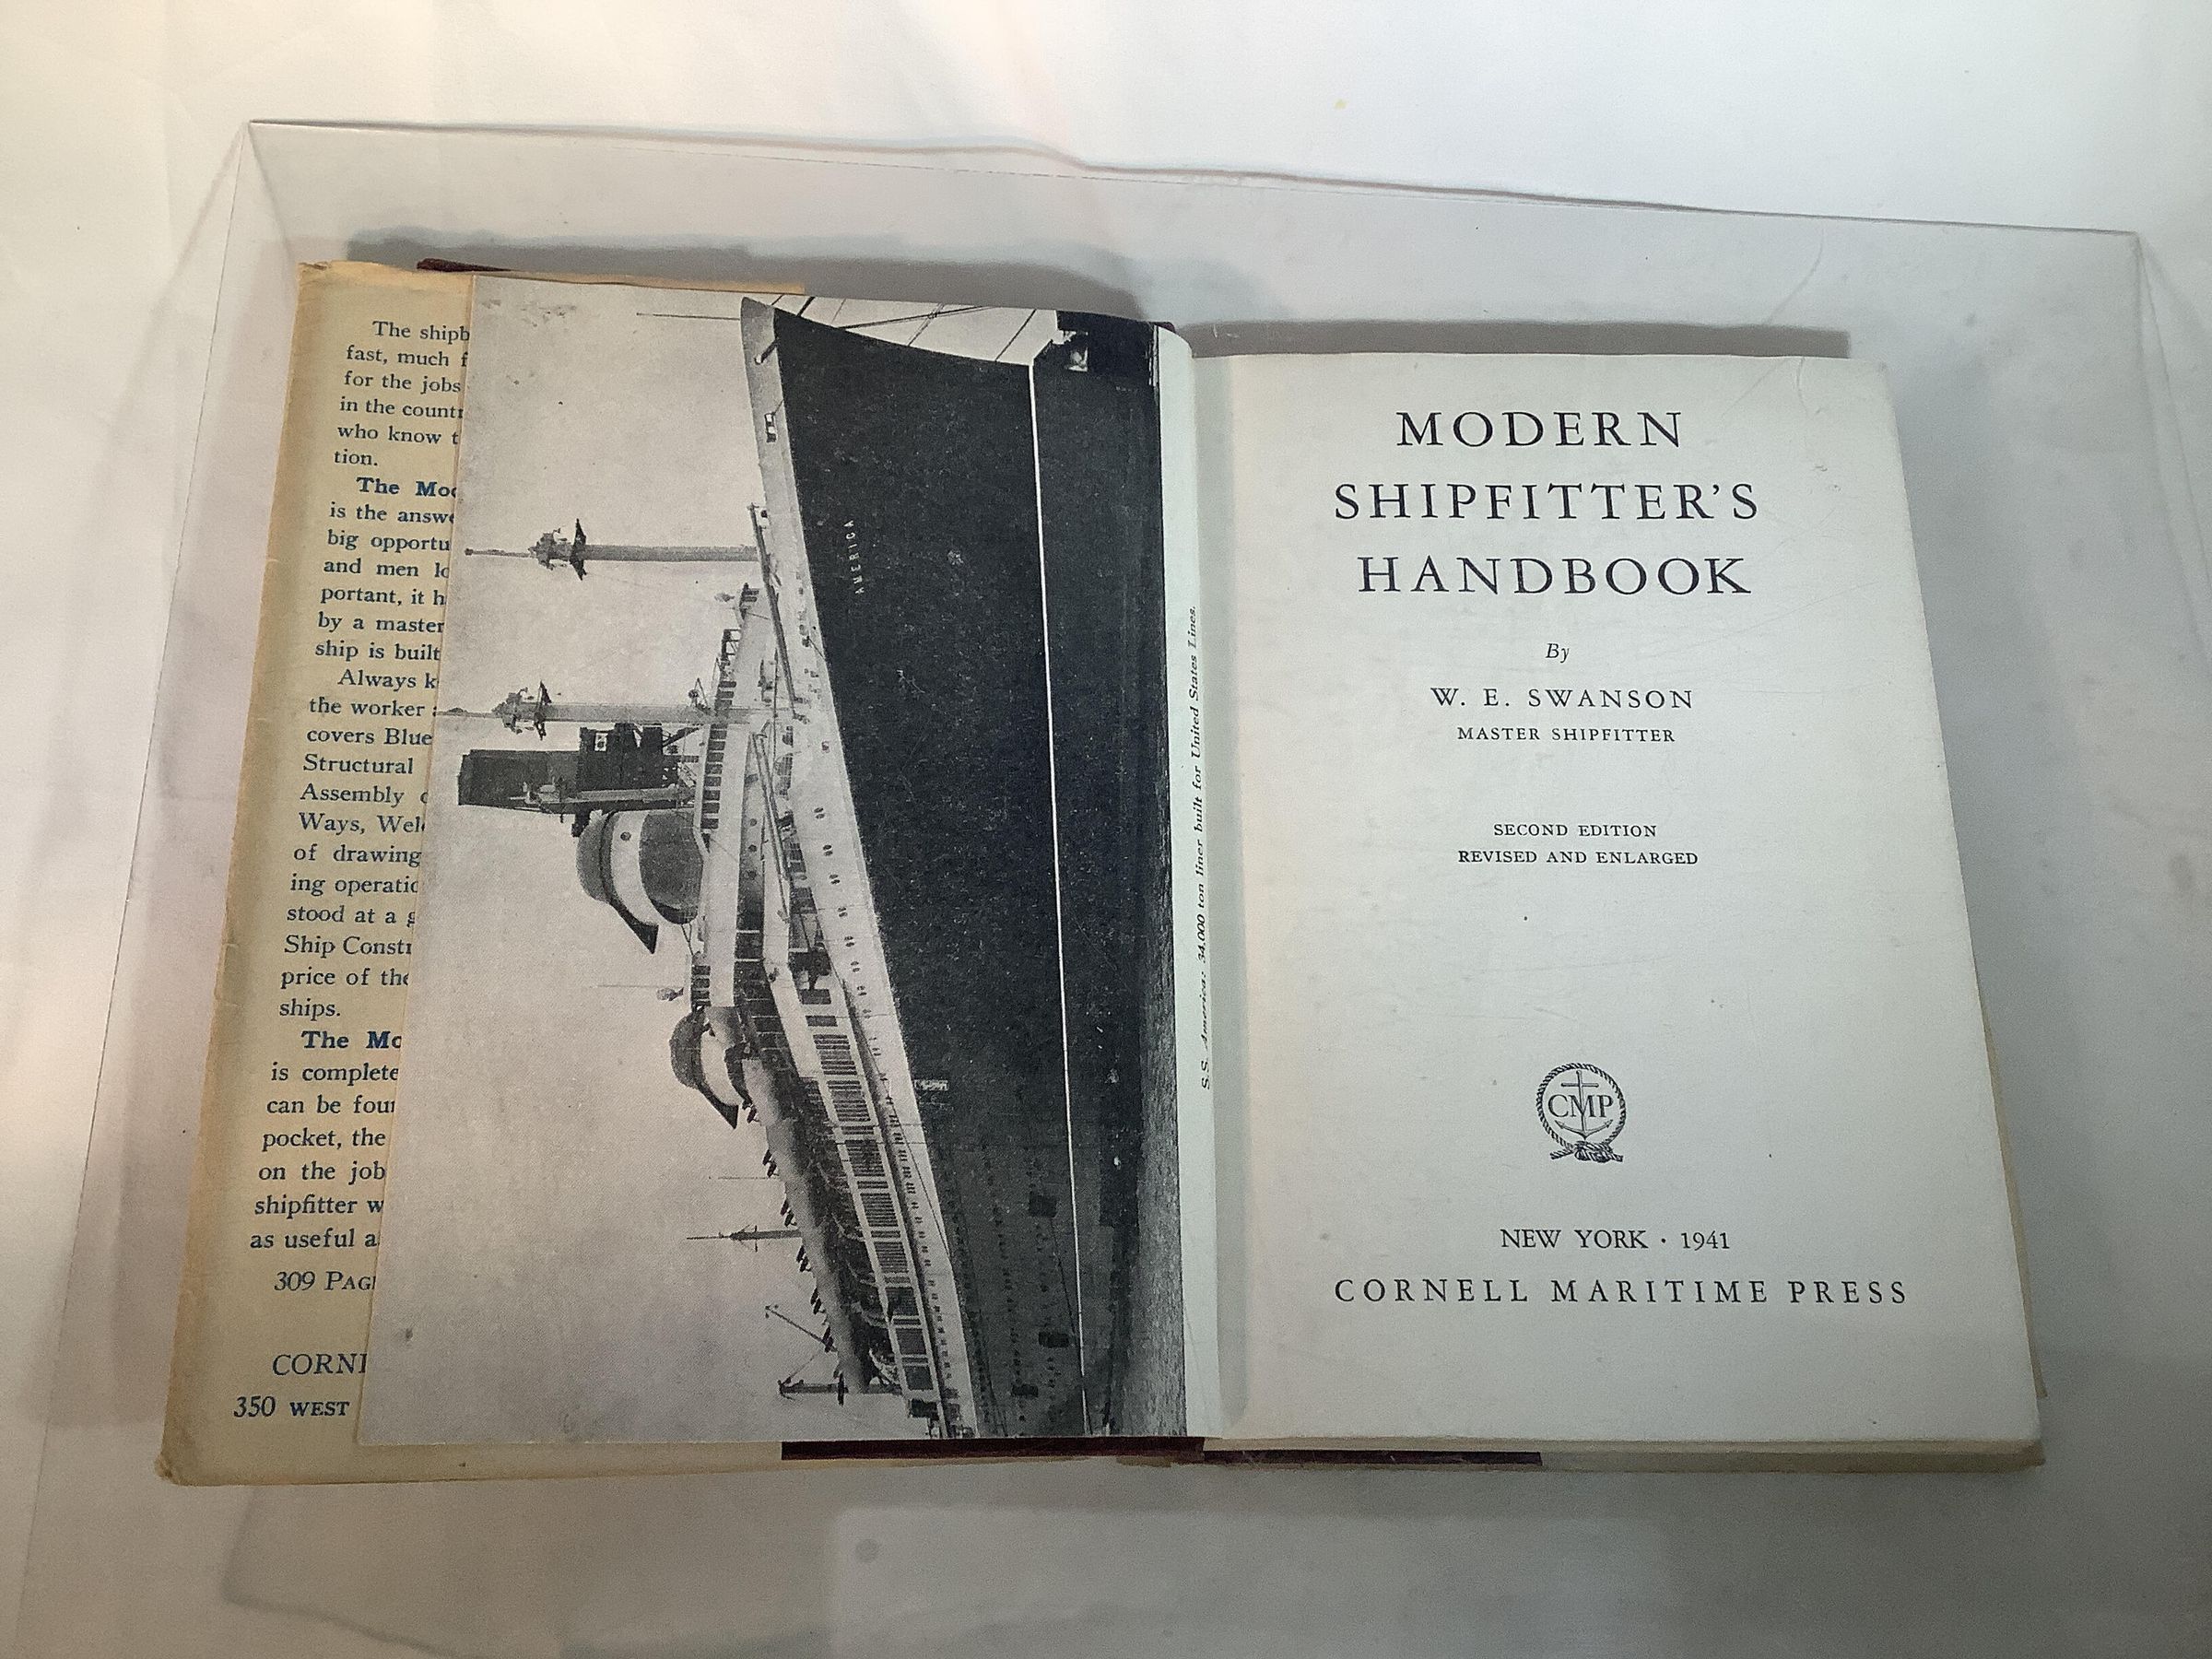 The shipb
fast, much f
for the jobs
in the countr
who know t
tion.
The Mod
is the answe
big opportu
and men lo
portant, it h
by a master
ship is built
Always k
the worker a
covers Blue
Structural
Assembly o
Ways, Wel
of drawing
ing operatio
stood at a g
Ship Constr
price of the
ships.
The Mo
is complete
can be four
pocket, the
on the job
shipfitter w
as useful a
309 PAG
CORN
350 WEST
AMERICA
S.S. America: 34,000 ton liner built for United States Lines.
MODERN
SHIPFITTER'S
HANDBOOK
By
W. E. SWANSON
MASTER SHIPFITTER
SECOND EDITION
REVISED AND ENLARGED
CMP
NEW YORK · 1941
CORNELL MARITIME PRESS